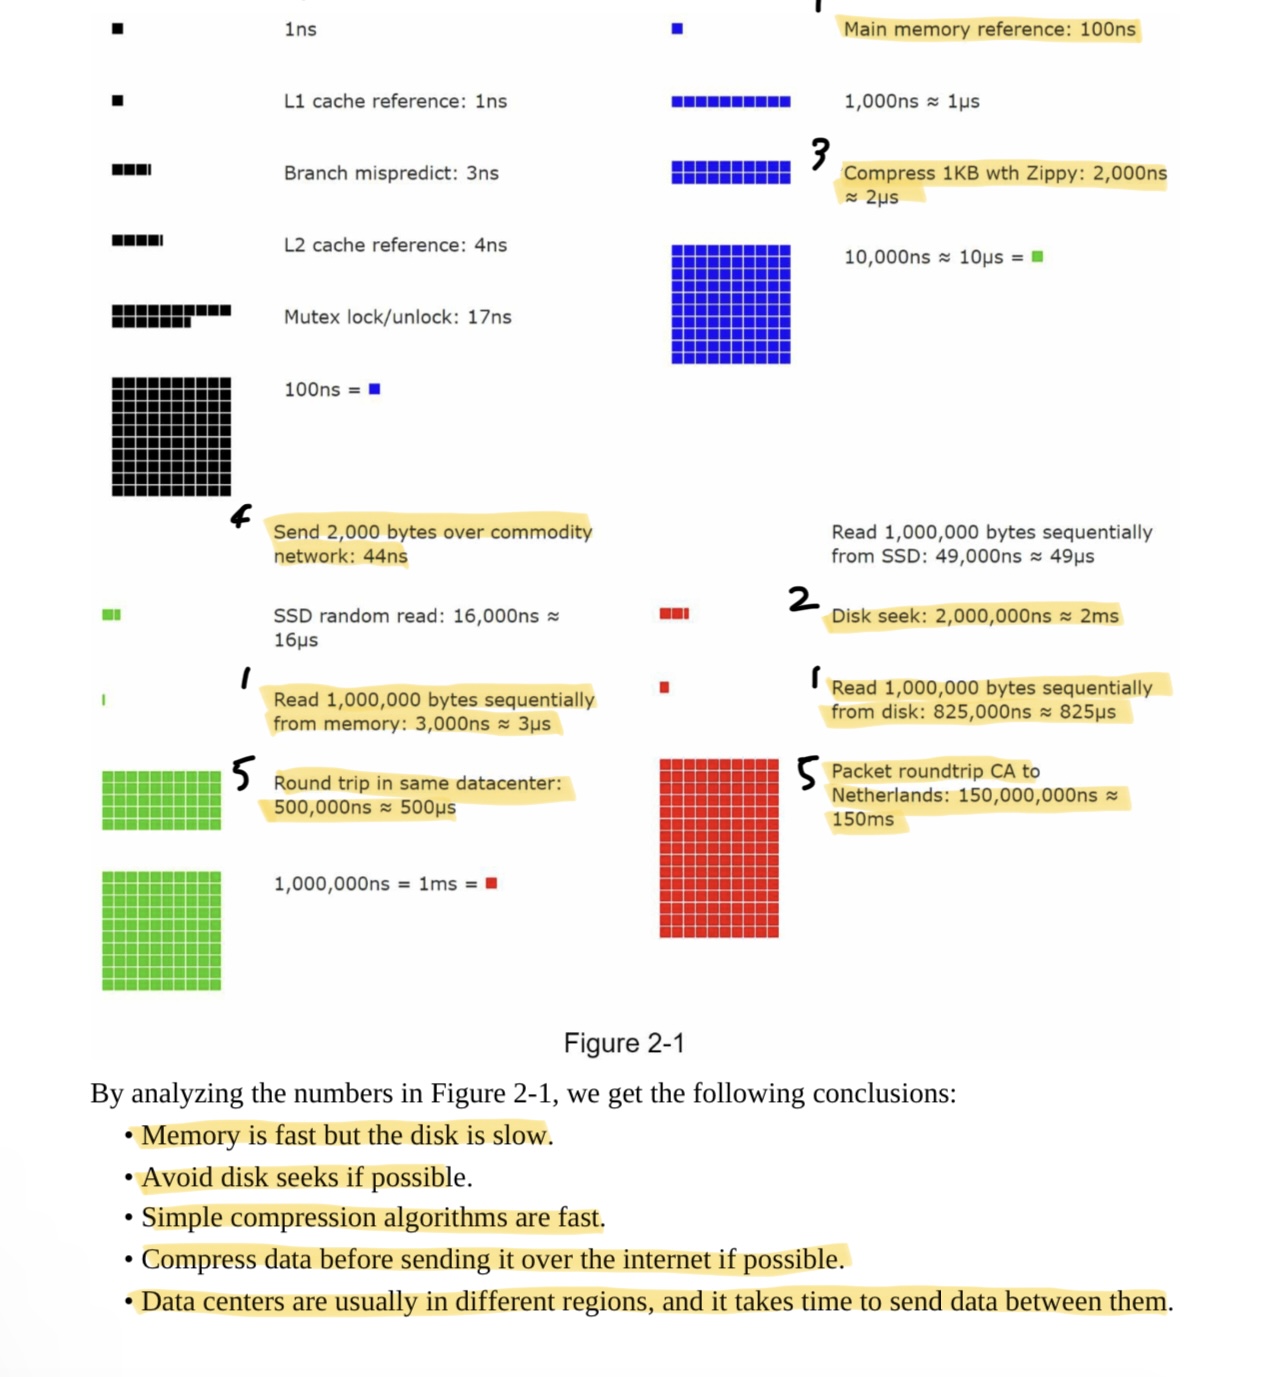 1ns
L1 cache reference: 1ns
Branch mispredict: 3ns
L2 cache reference: 4ns
Mutex lock/unlock: 17ns
100ns =
1
Main memory reference: 100ns
1,000ns ≈ 1μs
3
Compress 1KB wth Zippy: 2,000ns
≈ 2μs
10,000ns ≈ 10μs =
4
Send 2,000 bytes over commodity
network: 44ns
SSD random read: 16,000ns ≈
16μs
1
Read 1,000,000 bytes sequentially
from memory: 3,000ns ≈ 3μs
5
Round trip in same datacenter:
500,000ns ≈ 500μs
1,000,000ns = 1ms =
Read 1,000,000 bytes sequentially
from SSD: 49,000ns ≈ 49μs
2
Disk seek: 2,000,000ns ≈ 2ms
1
Read 1,000,000 bytes sequentially
from disk: 825,000ns ≈ 825μs
5
Packet roundtrip CA to
Netherlands: 150,000,000ns ≈
150ms
Figure 2-1
By analyzing the numbers in Figure 2-1, we get the following conclusions:
• Memory is fast but the disk is slow.
• Avoid disk seeks if possible.
• Simple compression algorithms are fast.
• Compress data before sending it over the internet if possible.
• Data centers are usually in different regions, and it takes time to send data between them.